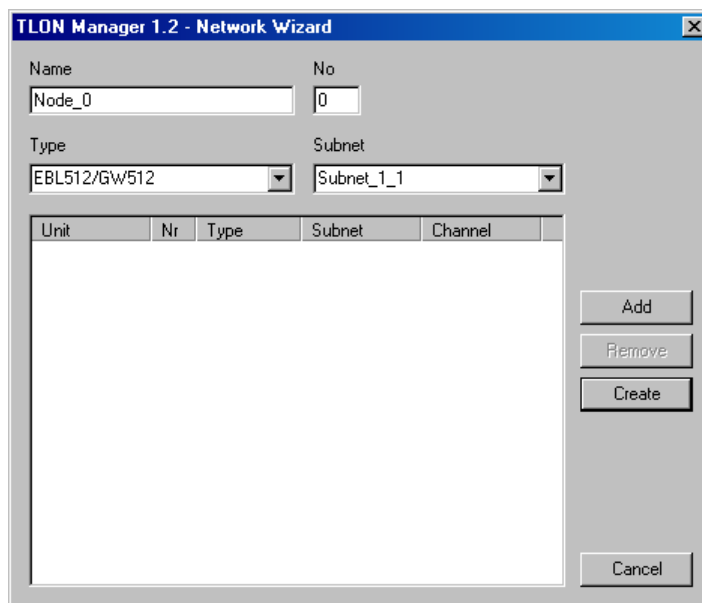 TLON Manager 1.2 - Network Wizard
Name No
Node_0 0
Type Subnet
EBL512/GW512 Subnet_1_1
Unit Nr Type Subnet Channel
Add
Remove
Create
Cancel